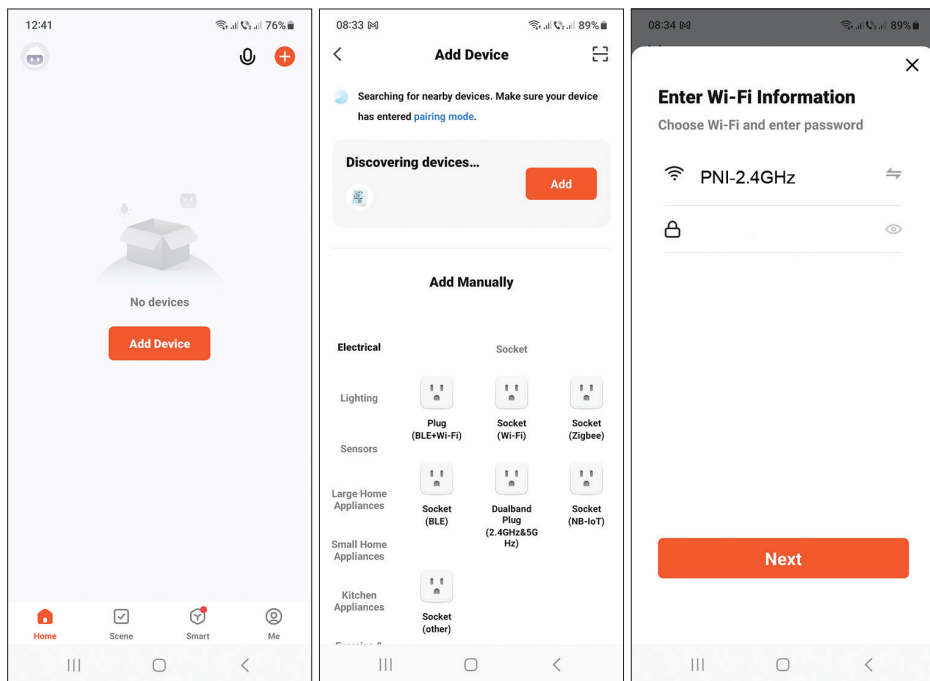 12:41
76%
No devices
Add Device
Home
Scene
Smart
Me
08:33
89%
Add Device
Searching for nearby devices. Make sure your device
has entered pairing mode.
Discovering devices...
Add
Add Manually
Electrical
Socket
Lighting
Plug
(BLE+Wi-Fi)
Socket
(Wi-Fi)
Socket
(Zigbee)
Sensors
Large Home
Appliances
Socket
(BLE)
Dualband
Plug
(2.4GHz&5G
Hz)
Socket
(NB-IoT)
Small Home
Appliances
Kitchen
Appliances
Socket
(other)
08:34
89%
Enter Wi-Fi Information
Choose Wi-Fi and enter password
PNI-2.4GHz
Next